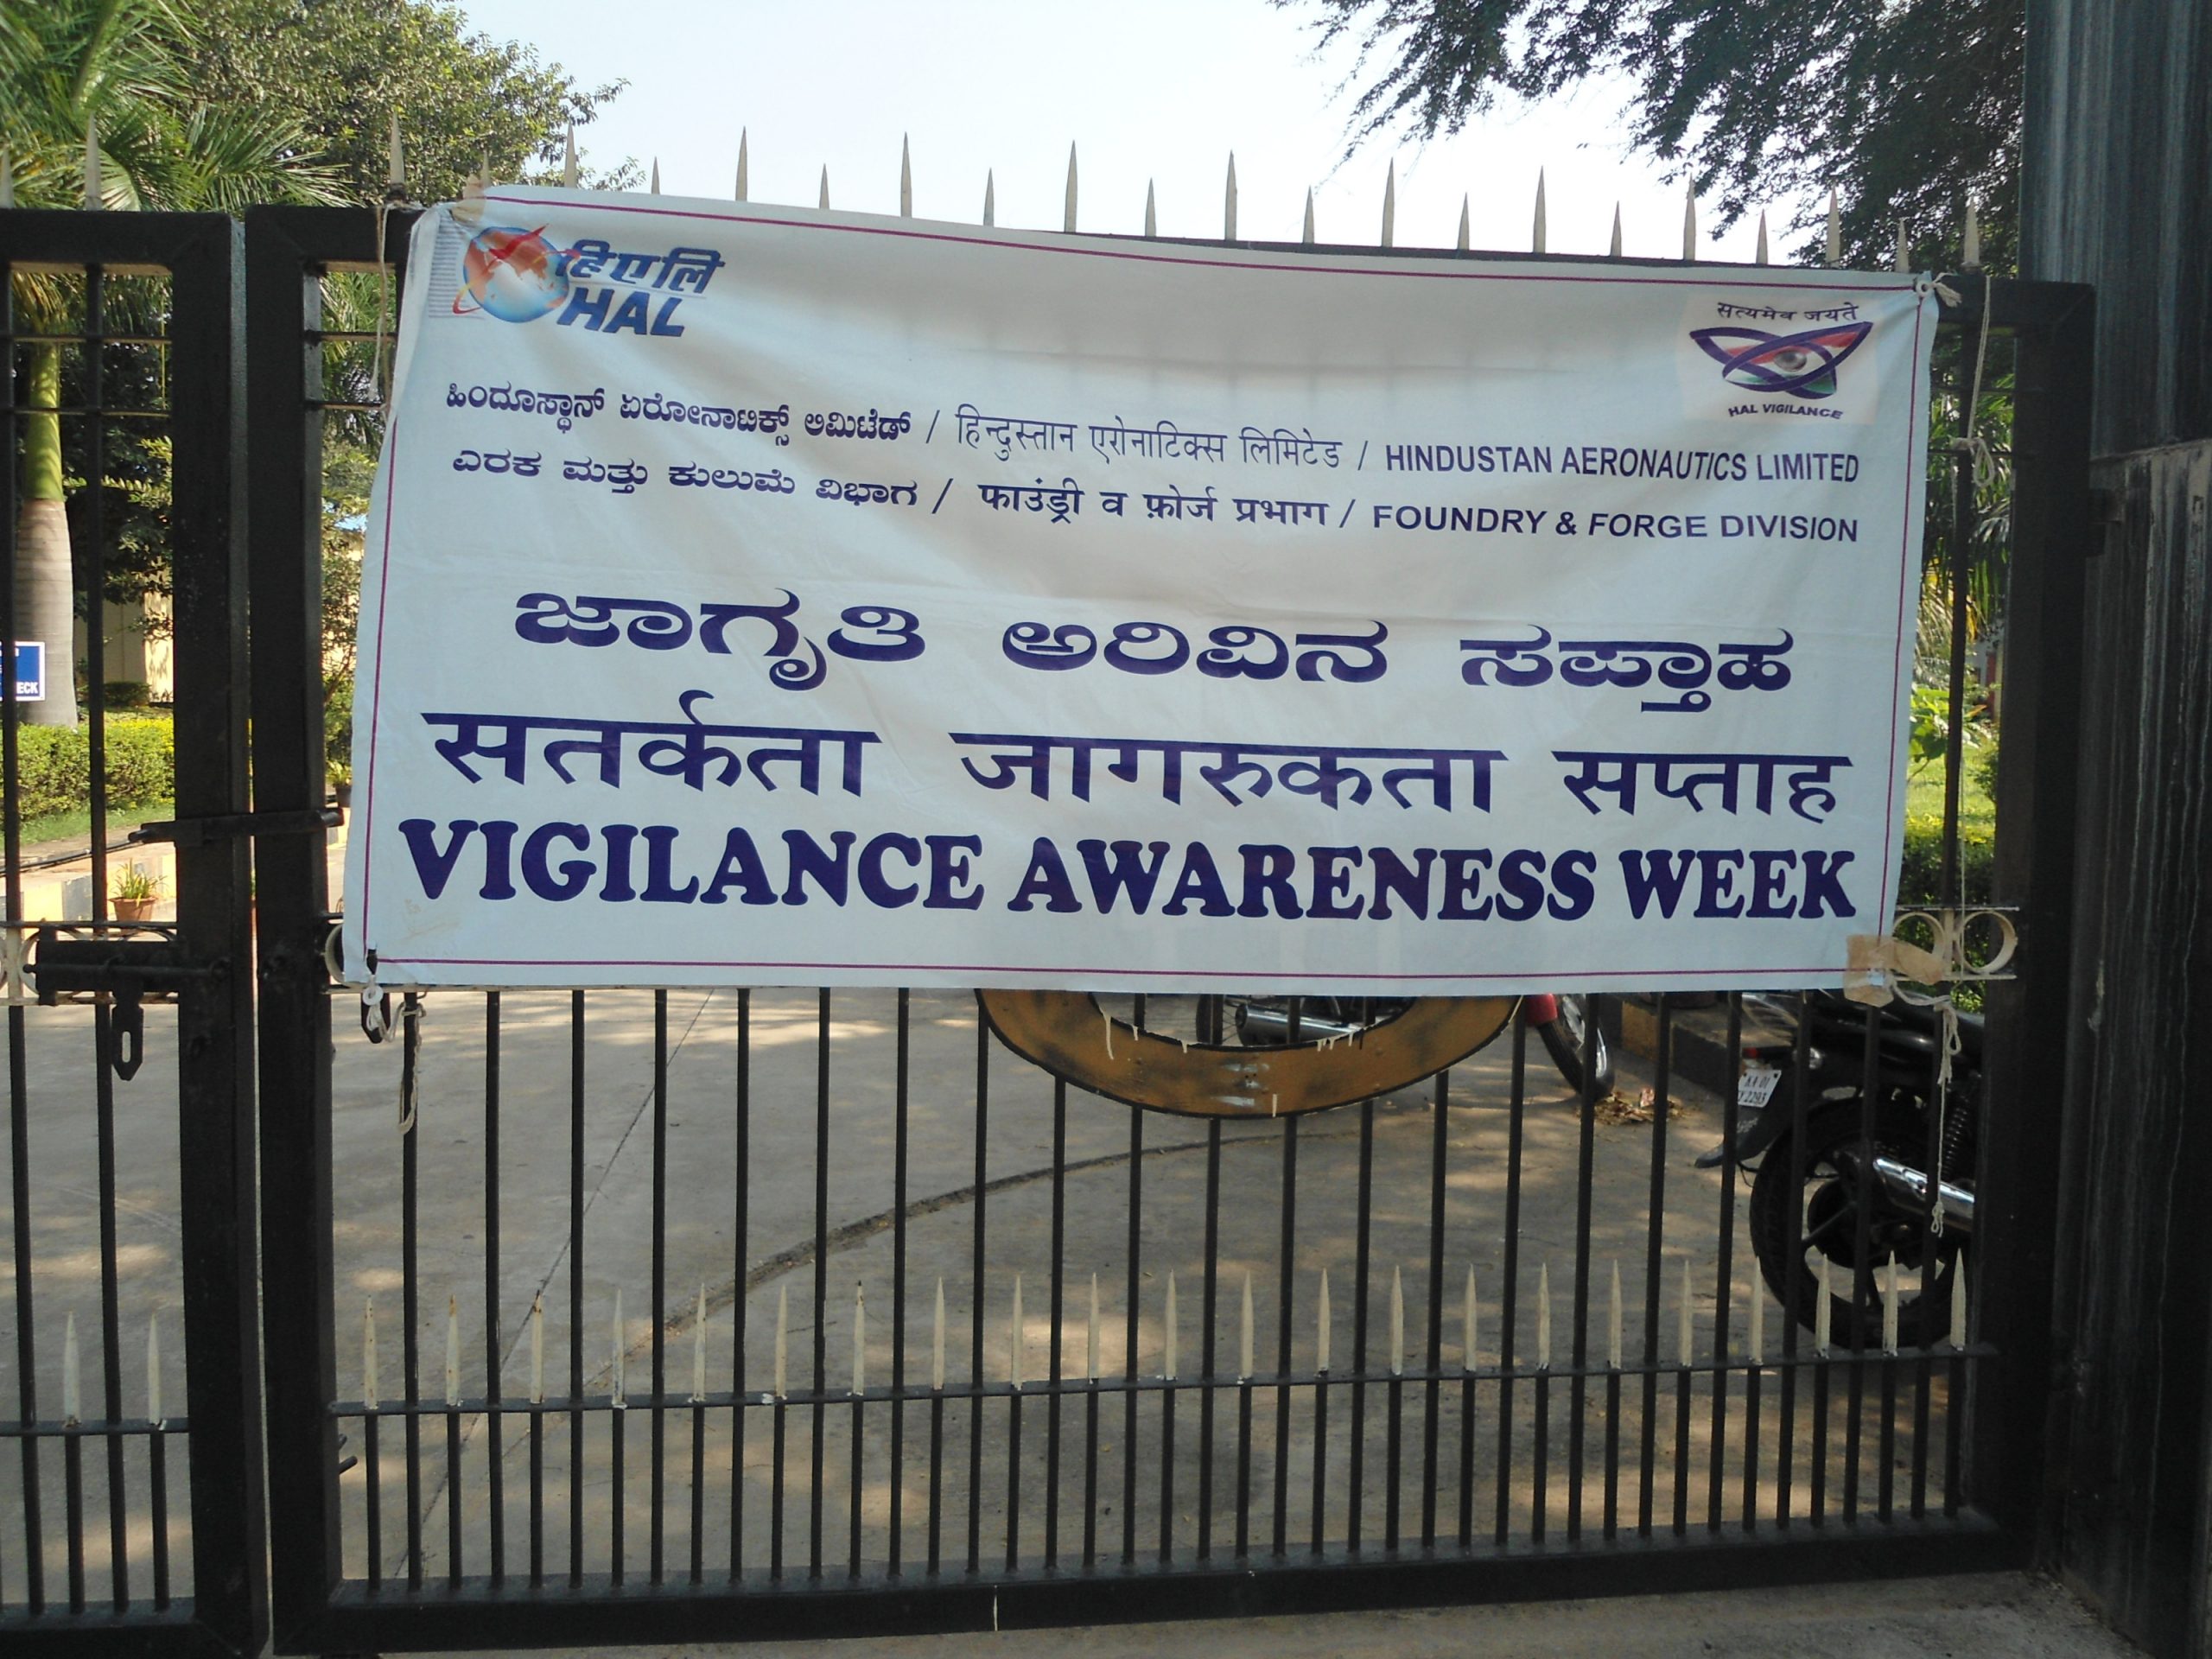 हिएलि
HAL
सत्यमेव जयते
HAL VIGILANCE
ಹಿಂದೂಸ್ಥಾನ್ ಏರೋನಾಟಿಕ್ಸ್ ಲಿಮಿಟೆಡ್ / हिन्दुस्तान एरोनाटिक्स लिमिटेड / HINDUSTAN AERONAUTICS LIMITED
ಎರಕ ಮತ್ತು ಕುಲುಮೆ ವಿಭಾಗ / फाउंड्री व फ़ोर्ज प्रभाग / FOUNDRY & FORGE DIVISION
ಜಾಗೃತಿ ಅರಿವಿನ ಸಪ್ತಾಹ
सतर्कता जागरुकता सप्ताह
VIGILANCE AWARENESS WEEK